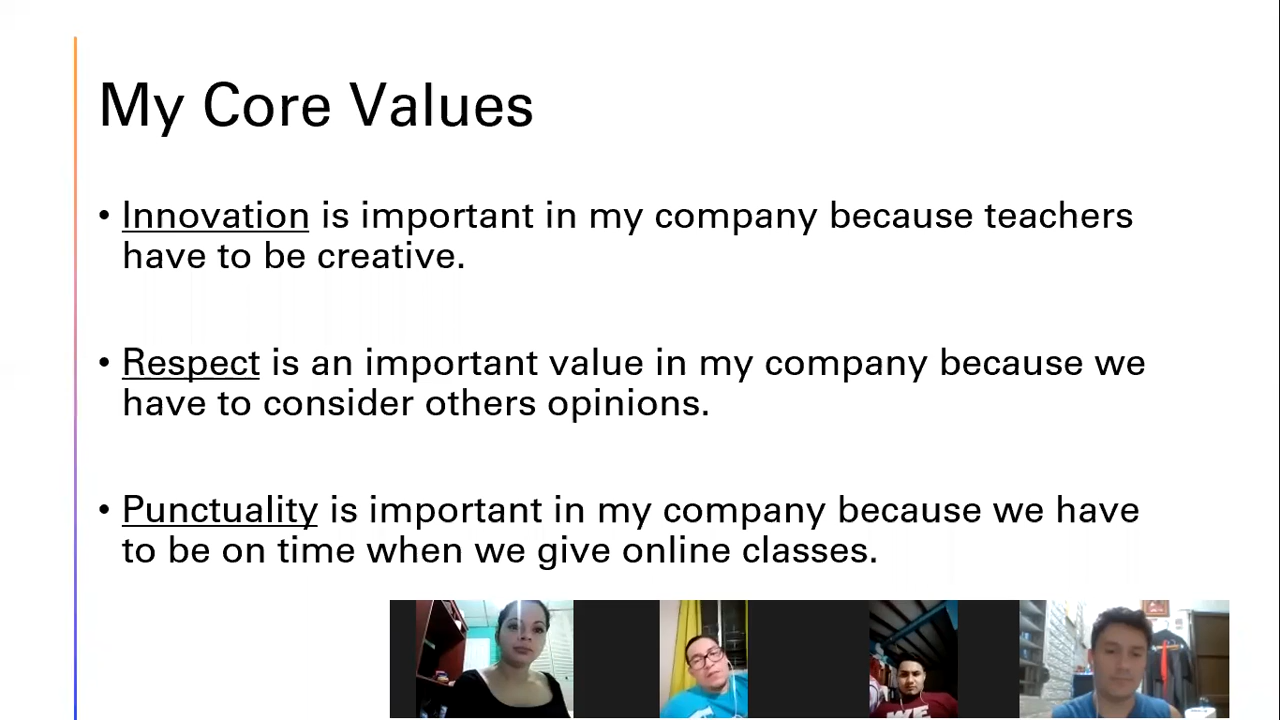 My Core Values
• Innovation is important in my company because teachers
have to be creative.
• Respect is an important value in my company because we
have to consider others opinions.
• Punctuality is important in my company because we have
to be on time when we give online classes.
WE